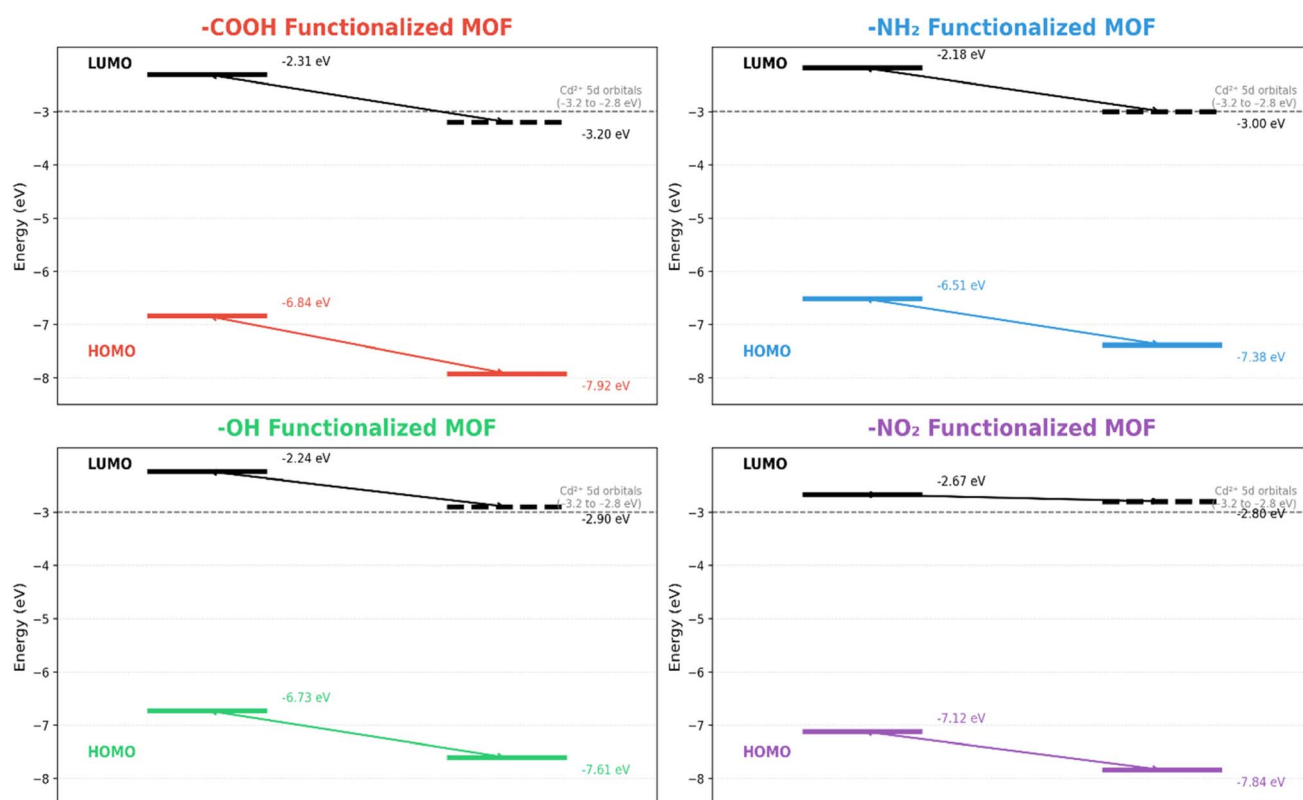 -COOH Functionalized MOF
LUMO
-2.31 eV
Cd²⁺ 5d orbitals
(–3.2 to –2.8 eV)
-3.20 eV
-6.84 eV
HOMO
-7.92 eV
Energy (eV)
−3
−4
−5
−6
−7
−8
-NH₂ Functionalized MOF
LUMO
-2.18 eV
Cd²⁺ 5d orbitals
(–3.2 to –2.8 eV)
-3.00 eV
-6.51 eV
HOMO
-7.38 eV
Energy (eV)
−3
−4
−5
−6
−7
−8
-OH Functionalized MOF
LUMO
-2.24 eV
Cd²⁺ 5d orbitals
(–3.2 to –2.8 eV)
-2.90 eV
-6.73 eV
HOMO
-7.61 eV
Energy (eV)
−3
−4
−5
−6
−7
−8
-NO₂ Functionalized MOF
LUMO
-2.67 eV
Cd²⁺ 5d orbitals
(–3.2 to –2.8 eV)
-2.80 eV
-7.12 eV
HOMO
-7.84 eV
Energy (eV)
−3
−4
−5
−6
−7
−8